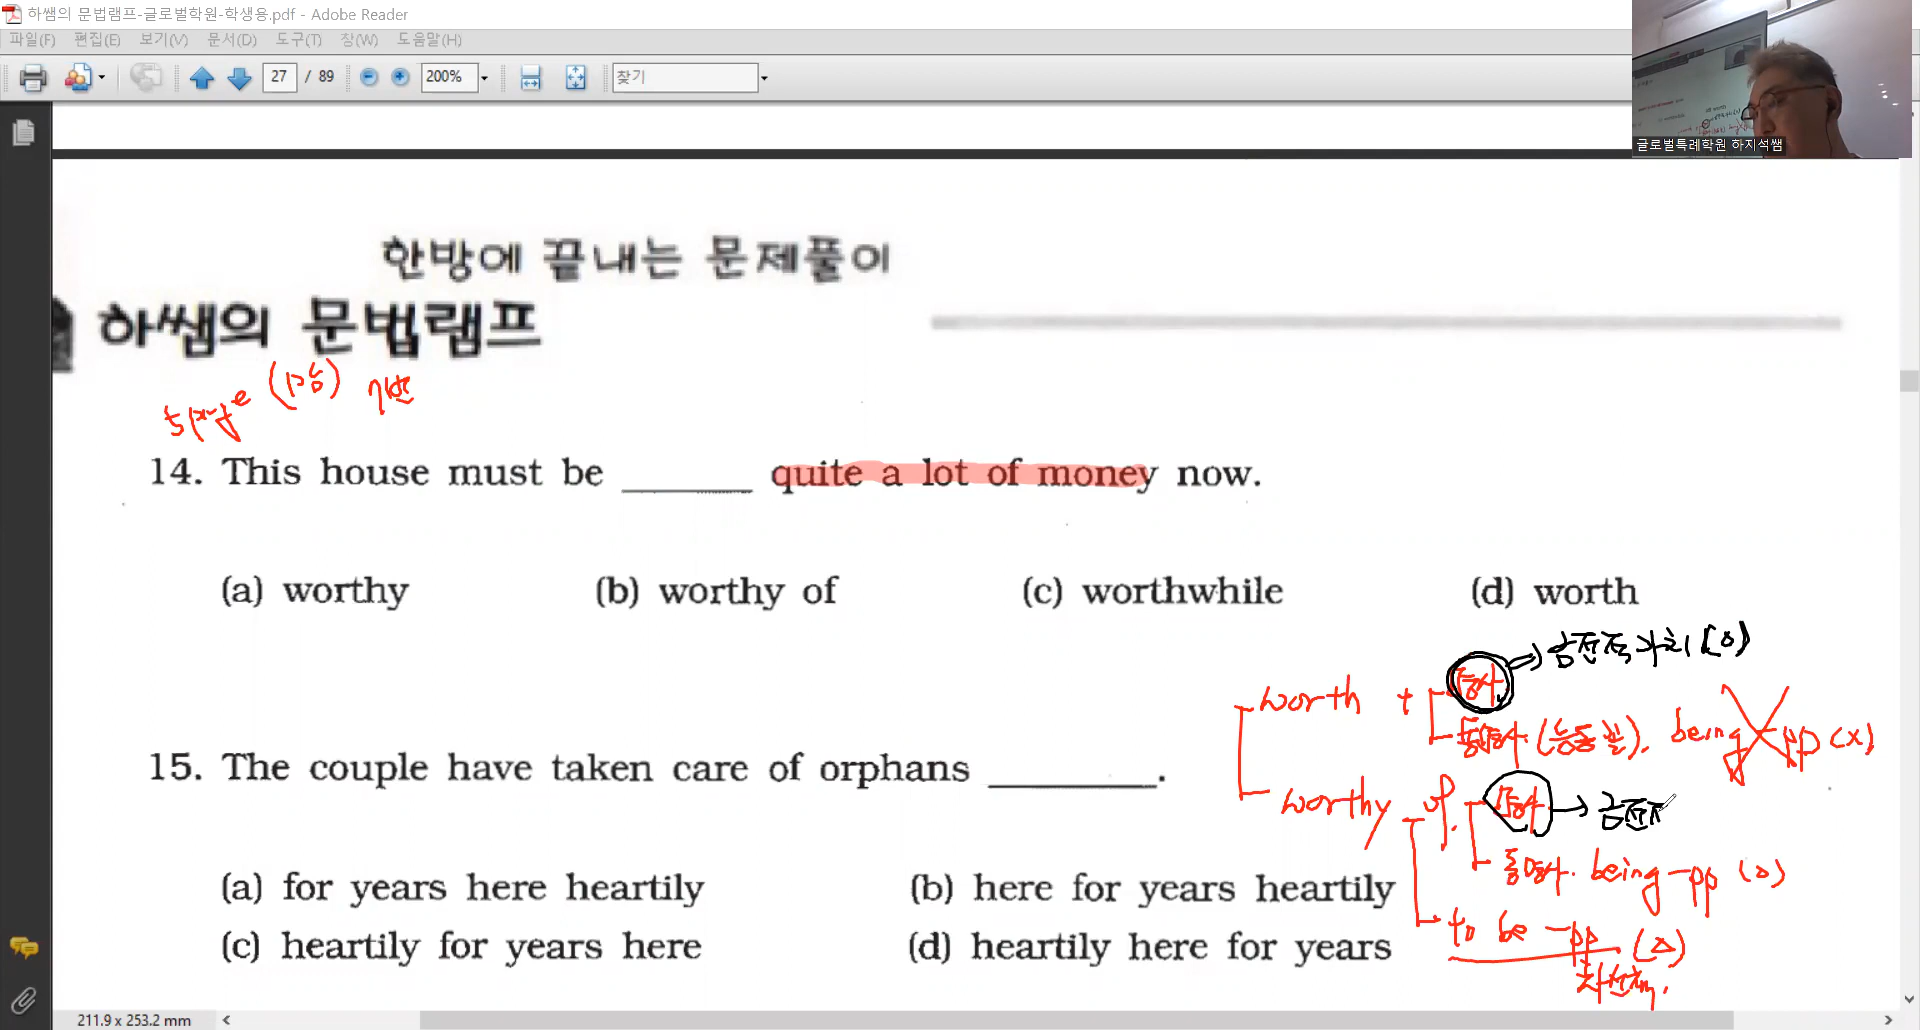 하쌤의 문법램프-글로벌학원-학생용.pdf - Adobe Reader
파일(F) 편집(E) 보기(V) 문서(D) 도구(T) 창(W) 도움말(H)
27 / 89 200% 찾기
글로벌특례학원 하지석쌤
한방에 끝내는 문제풀이
하쌤의 문법램프
14. This house must be ______ quite a lot of money now.
(a) worthy (b) worthy of (c) worthwhile (d) worth
금전적 가치 (O)
worth + 명사
동명사 (능동꼴). being pp (X)
15. The couple have taken care of orphans ________.
worthy of 명사 → 금전
동명사. being -pp (O)
(a) for years here heartily (b) here for years heartily
to be -pp (△)
(c) heartily for years here (d) heartily here for years
211.9 x 253.2 mm